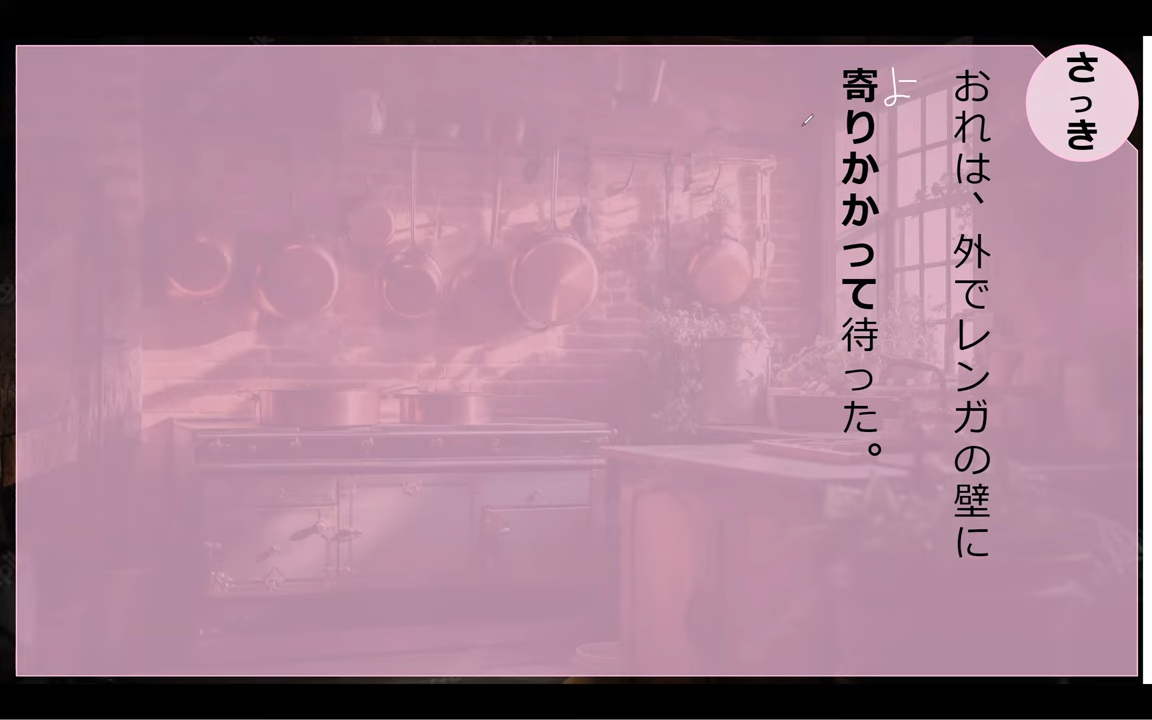 さっき
おれは、外でレンガの壁に
よ
寄りかかって待った。